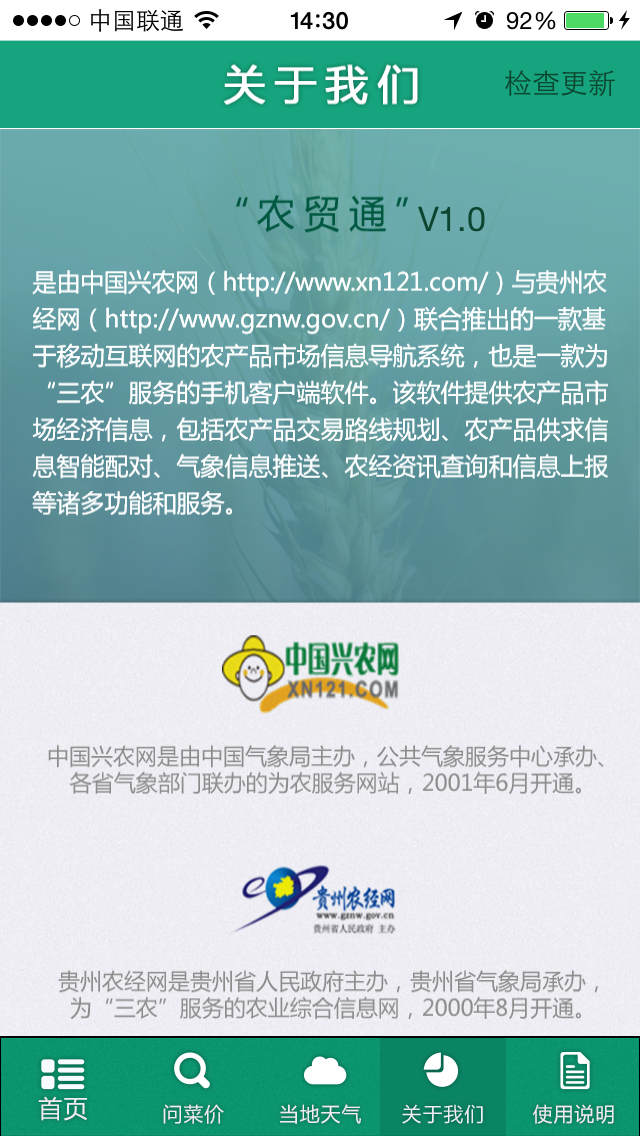 中国联通 14:30 92%
关于我们 检查更新
“农贸通”V1.0
是由中国兴农网（http://www.xn121.com/）与贵州农
经网（http://www.gznw.gov.cn/）联合推出的一款基
于移动互联网的农产品市场信息导航系统，也是一款为
“三农”服务的手机客户端软件。该软件提供农产品市
场经济信息，包括农产品交易路线规划、农产品供求信
息智能配对、气象信息推送、农经资讯查询和信息上报
等诸多功能和服务。
中国兴农网
XN121.COM
中国兴农网是由中国气象局主办，公共气象服务中心承办、
各省气象部门联办的为农服务网站，2001年6月开通。
贵州农经网
www.gznw.gov.cn
贵州省人民政府 主办
贵州农经网是贵州省人民政府主办，贵州省气象局承办，
为“三农”服务的农业综合信息网，2000年8月开通。
首页 问菜价 当地天气 关于我们 使用说明